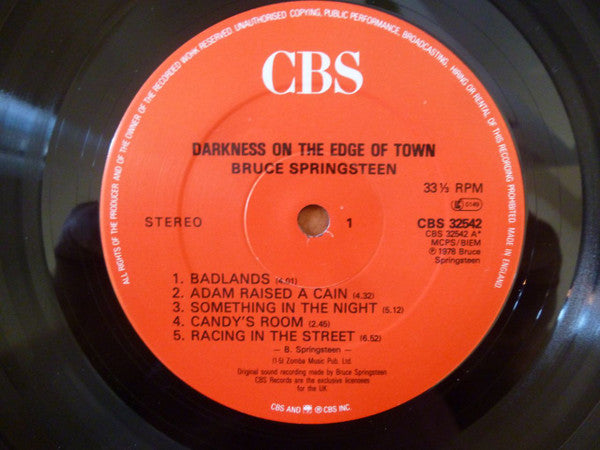 ALL RIGHTS OF THE PRODUCER AND OF THE OWNER OF THE RECORDED WORK RESERVED. UNAUTHORISED COPYING, PUBLIC PERFORMANCE, BROADCASTING, HIRING OR RENTAL OF THIS RECORDING PROHIBITED. MADE IN ENGLAND
CBS
DARKNESS ON THE EDGE OF TOWN
BRUCE SPRINGSTEEN
33⅓ RPM
STEREO
1
LC 0149
CBS 32542
CBS 32542 A*
MCPS/BIEM
℗ 1978 Bruce
Springsteen
1. BADLANDS (4.01)
2. ADAM RAISED A CAIN (4.32)
3. SOMETHING IN THE NIGHT (5.12)
4. CANDY'S ROOM (2.45)
5. RACING IN THE STREET (6.52)
— B. Springsteen —
(1-5) Zomba Music Pub. Ltd.
Original sound recording made by Bruce Springsteen
CBS Records are the exclusive licensees
for the UK
CBS AND ® CBS INC.